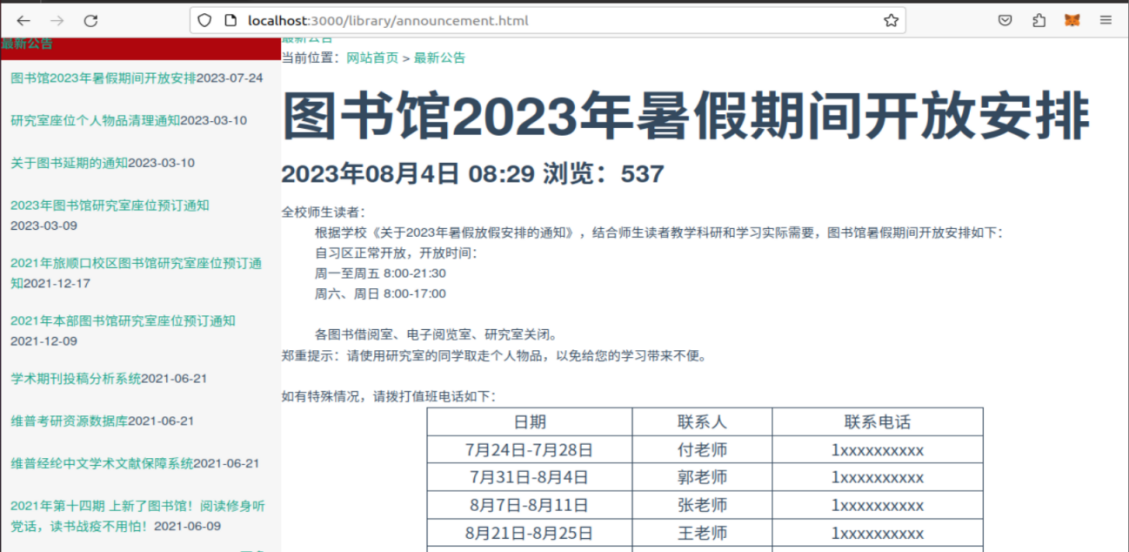 localhost:3000/library/announcement.html
最新公告
图书馆2023年暑假期间开放安排2023-07-24
研究室座位个人物品清理通知2023-03-10
关于图书延期的通知2023-03-10
2023年图书馆研究室座位预订通知
2023-03-09
2021年旅顺口校区图书馆研究室座位预订通
知2021-12-17
2021年本部图书馆研究室座位预订通知
2021-12-09
学术期刊投稿分析系统2021-06-21
维普考研资源数据库2021-06-21
维普经纶中文学术文献保障系统2021-06-21
2021年第十四期 上新了图书馆！阅读修身听
党话，读书战疫不用怕！2021-06-09
最新公告
当前位置：网站首页 > 最新公告
图书馆2023年暑假期间开放安排
2023年08月4日 08:29 浏览：537
全校师生读者：
根据学校《关于2023年暑假放假安排的通知》，结合师生读者教学科研和学习实际需要，图书馆暑假期间开放安排如下：
自习区正常开放，开放时间：
周一至周五 8:00-21:30
周六、周日 8:00-17:00
各图书借阅室、电子阅览室、研究室关闭。
郑重提示：请使用研究室的同学取走个人物品，以免给您的学习带来不便。
如有特殊情况，请拨打值班电话如下：
日期 联系人 联系电话
7月24日-7月28日 付老师 1xxxxxxxxxx
7月31日-8月4日 郭老师 1xxxxxxxxxx
8月7日-8月11日 张老师 1xxxxxxxxxx
8月21日-8月25日 王老师 1xxxxxxxxxx